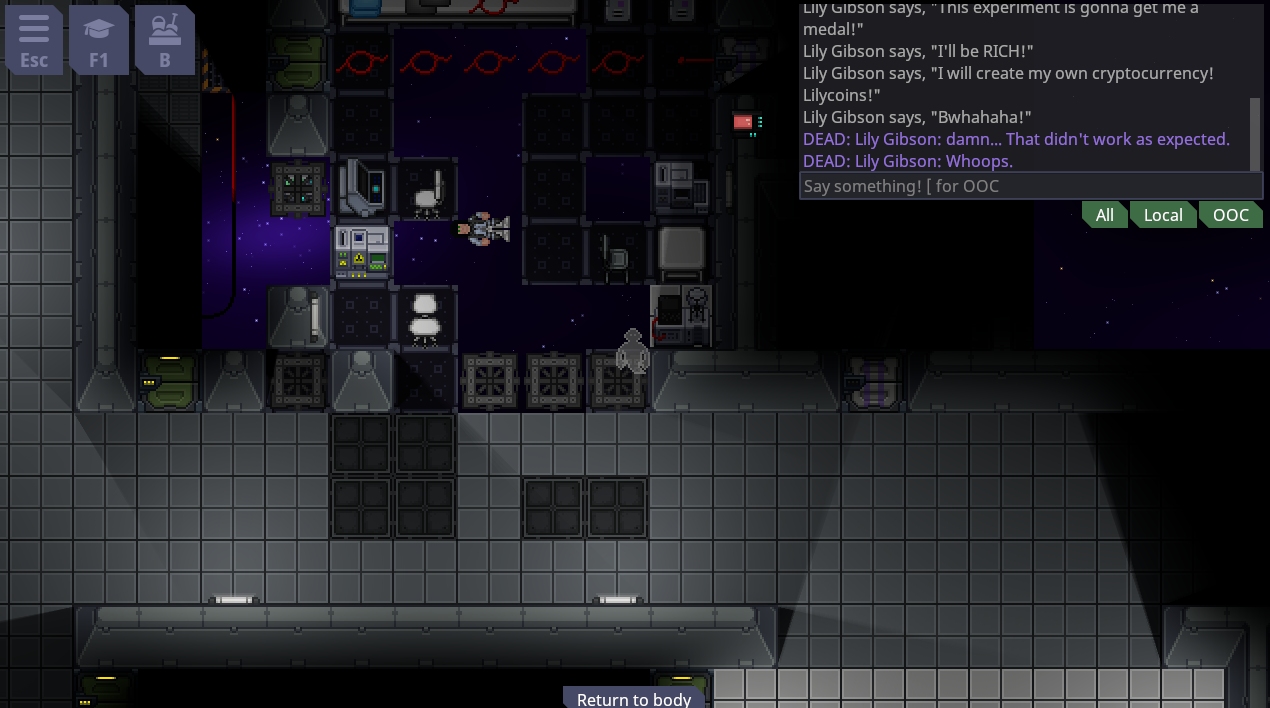 Esc
F1
B
Lily Gibson says, "This experiment is gonna get me a
medal!"
Lily Gibson says, "I'll be RICH!"
Lily Gibson says, "I will create my own cryptocurrency!
Lilycoins!"
Lily Gibson says, "Bwhahaha!"
DEAD: Lily Gibson: damn... That didn't work as expected.
DEAD: Lily Gibson: Whoops.
Say something! [ for OOC
All
Local
OOC
Return to body